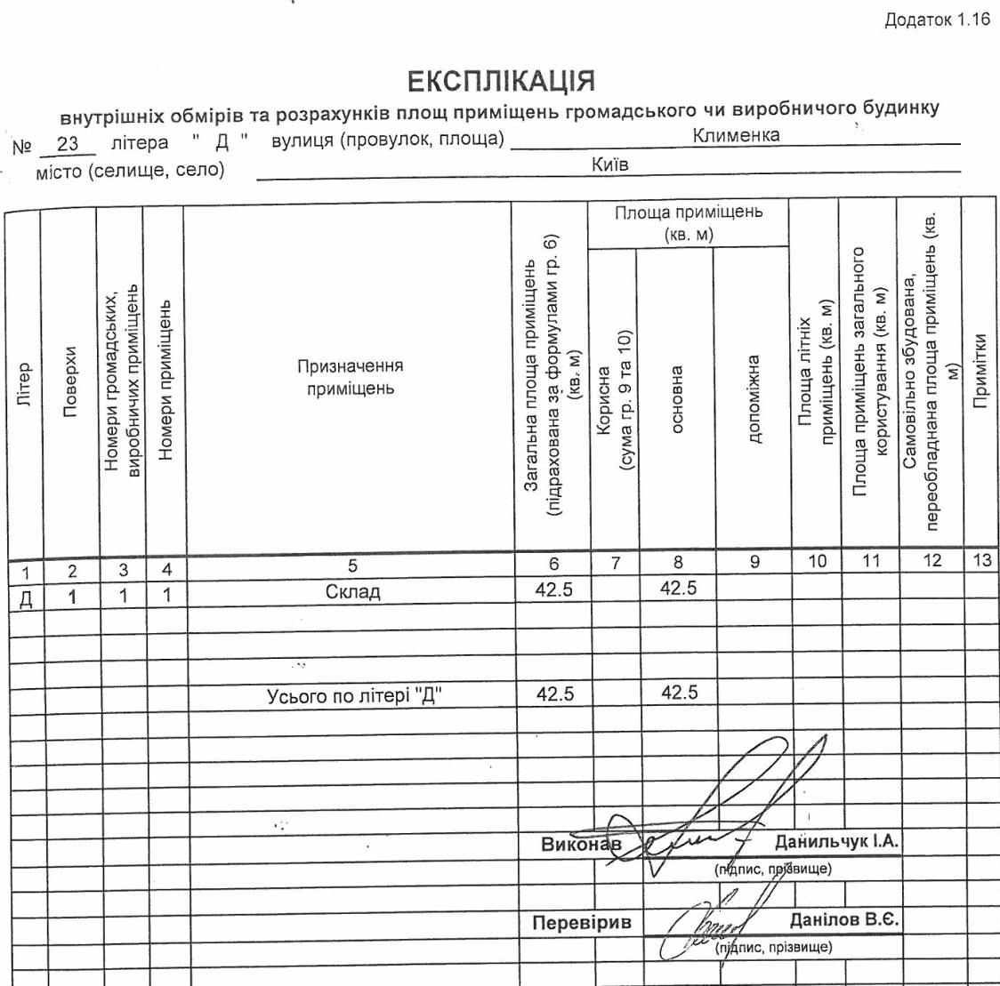 Додаток 1.16
ЕКСПЛІКАЦІЯ
внутрішніх обмірів та розрахунків площ приміщень громадського чи виробничого будинку
№ 23 літера " Д " вулиця (провулок, площа) Клименка
місто (селище, село) Київ
Літер
Поверхи
Номери громадських,
виробничих приміщень
Номери приміщень
Призначення
приміщень
Загальна площа приміщень
(підрахована за формулами гр. 6)
(кв. м)
Площа приміщень
(кв. м)
Корисна
(сума гр. 9 та 10)
основна
допоміжна
Площа літніх
приміщень (кв. м)
Площа приміщень загального
користування (кв. м)
Самовільно збудована,
переобладнана площа приміщень (кв.
м)
Примітки
1 2 3 4 5 6 7 8 9 10 11 12 13
Д 1 1 1 Склад 42.5 42.5
Усього по літері "Д" 42.5 42.5
Виконав Данильчук І.А.
(підпис, прізвище)
Перевірив Данілов В.Є.
(підпис, прізвище)